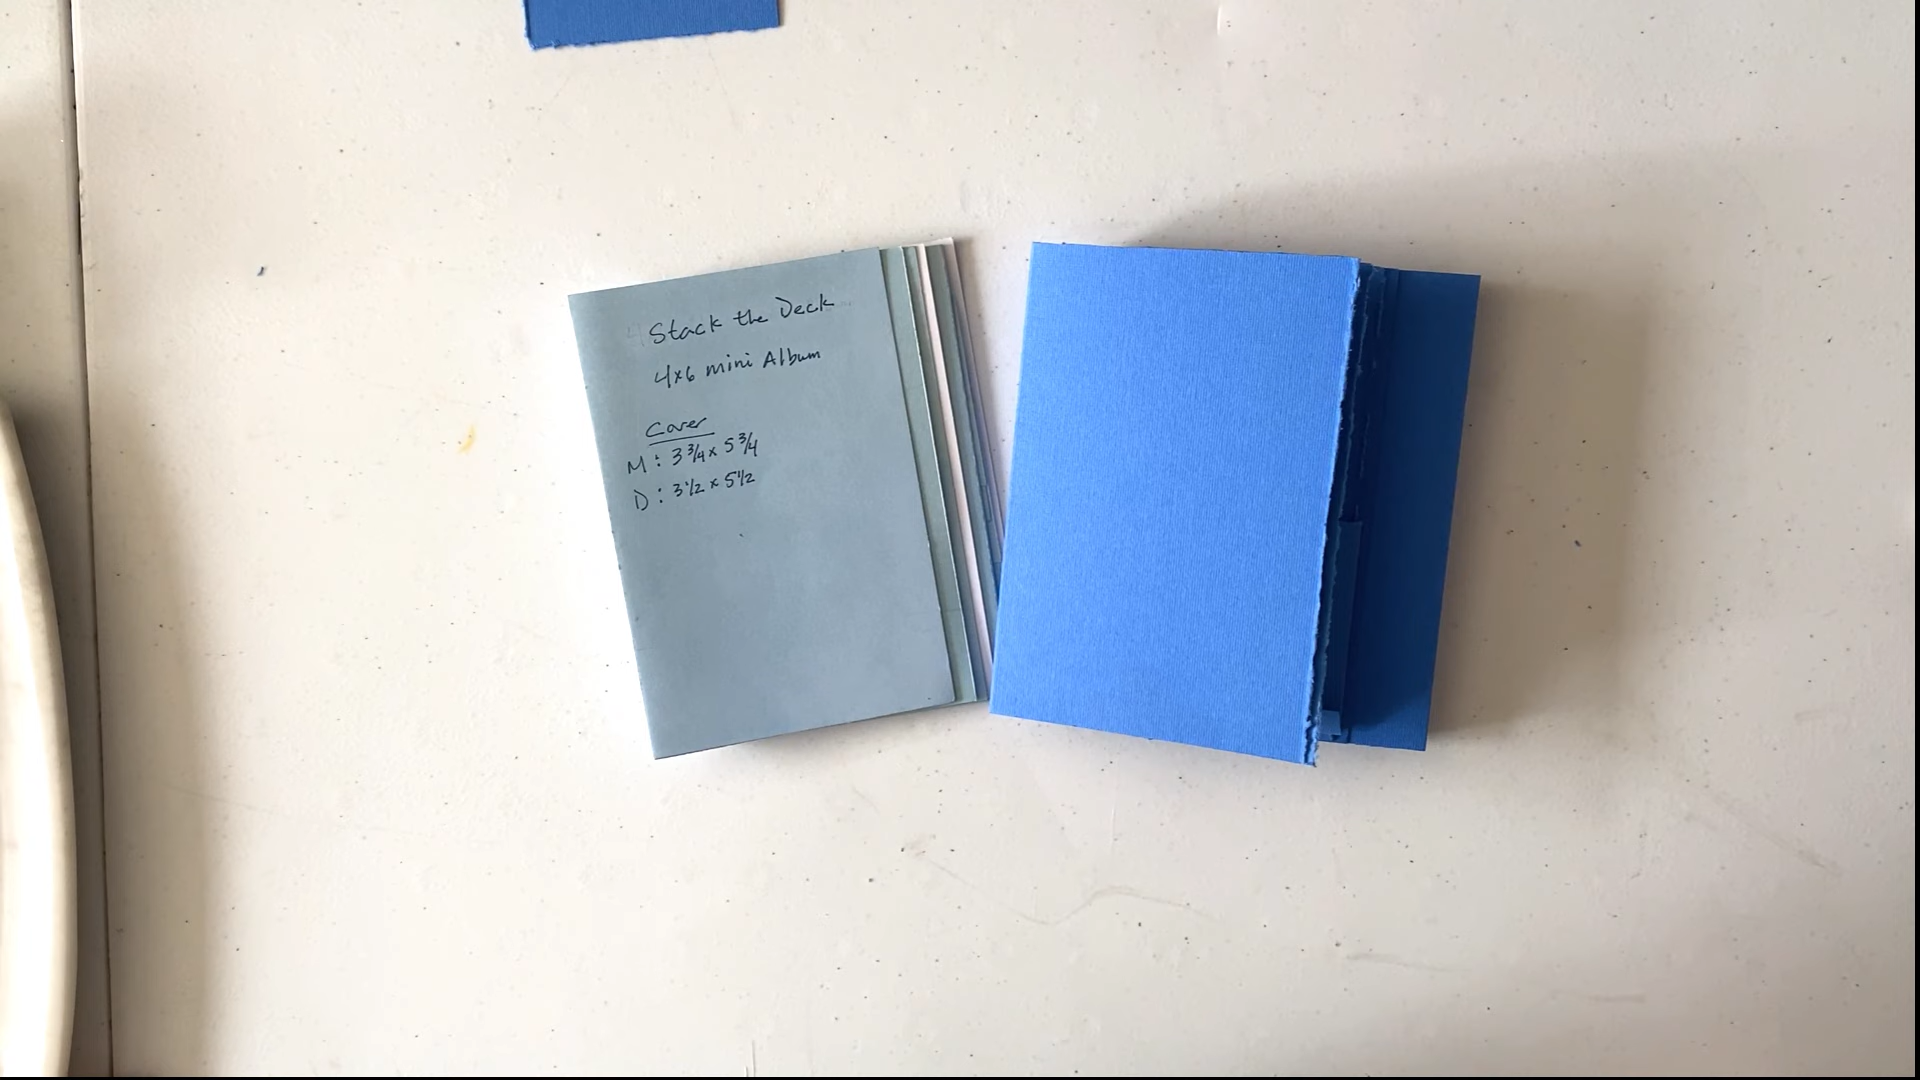 Stack the Deck
4x6 mini Album
Cover
M: 3 3/4 x 5 3/4
D: 3 1/2 x 5 1/2